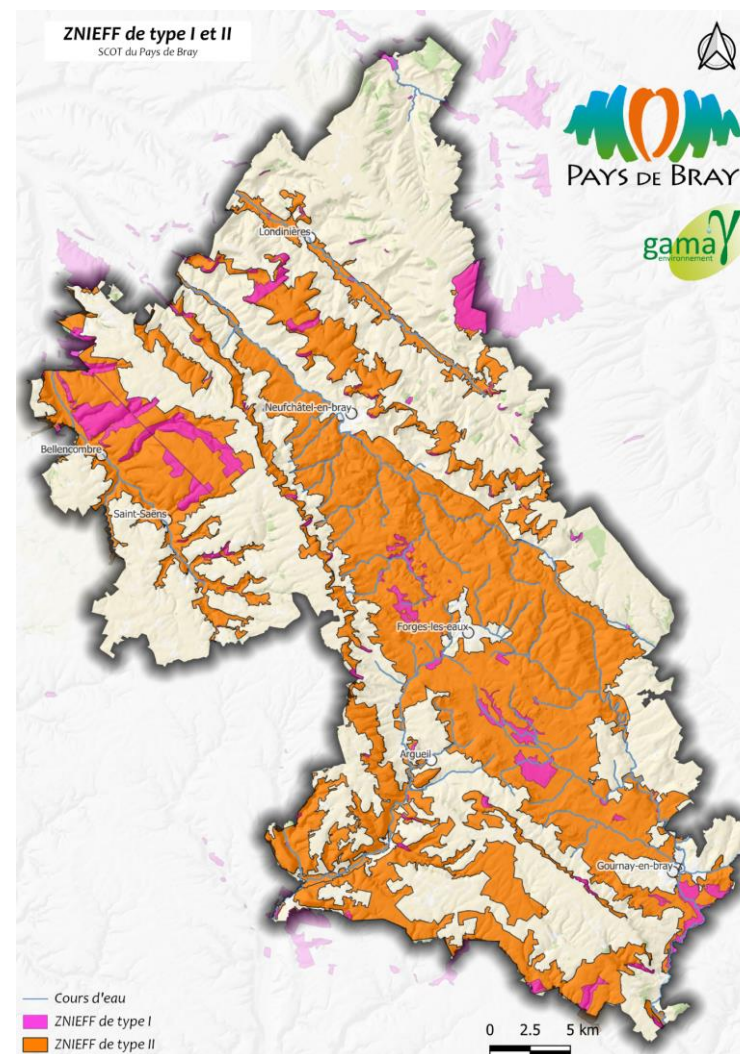 ZNIEFF de type I et II
SCOT du Pays de Bray
PAYS DE BRAY
gama
environnement
Londinières
Neufchâtel-en-bray
Bellencombre
Saint-Saëns
Forges-les-eaux
Argueil
Gournay-en-bray
Cours d'eau
ZNIEFF de type I
ZNIEFF de type II
0 2.5 5 km